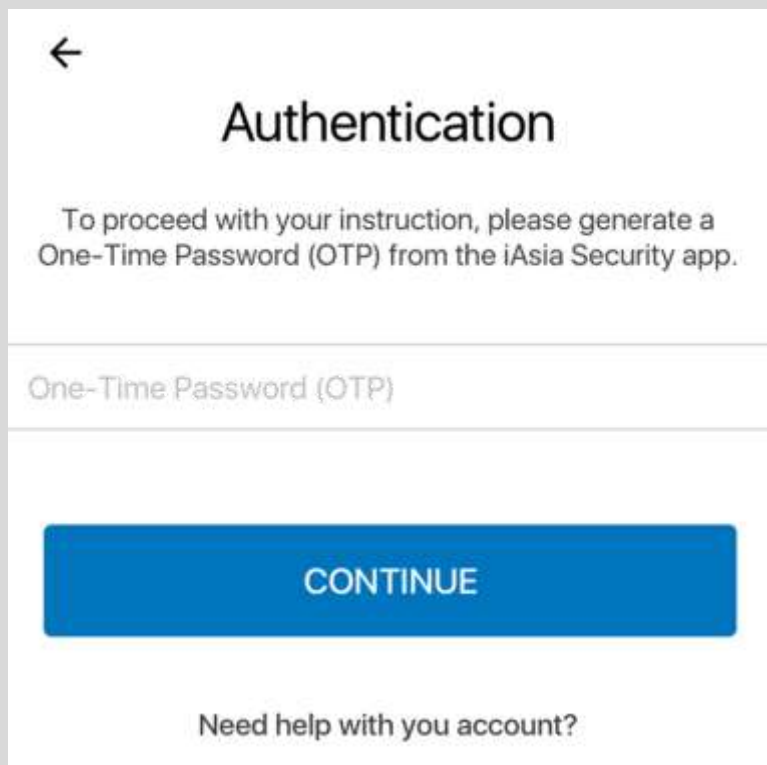 Authentication
To proceed with your instruction, please generate a
One-Time Password (OTP) from the iAsia Security app.
One-Time Password (OTP)
CONTINUE
Need help with you account?